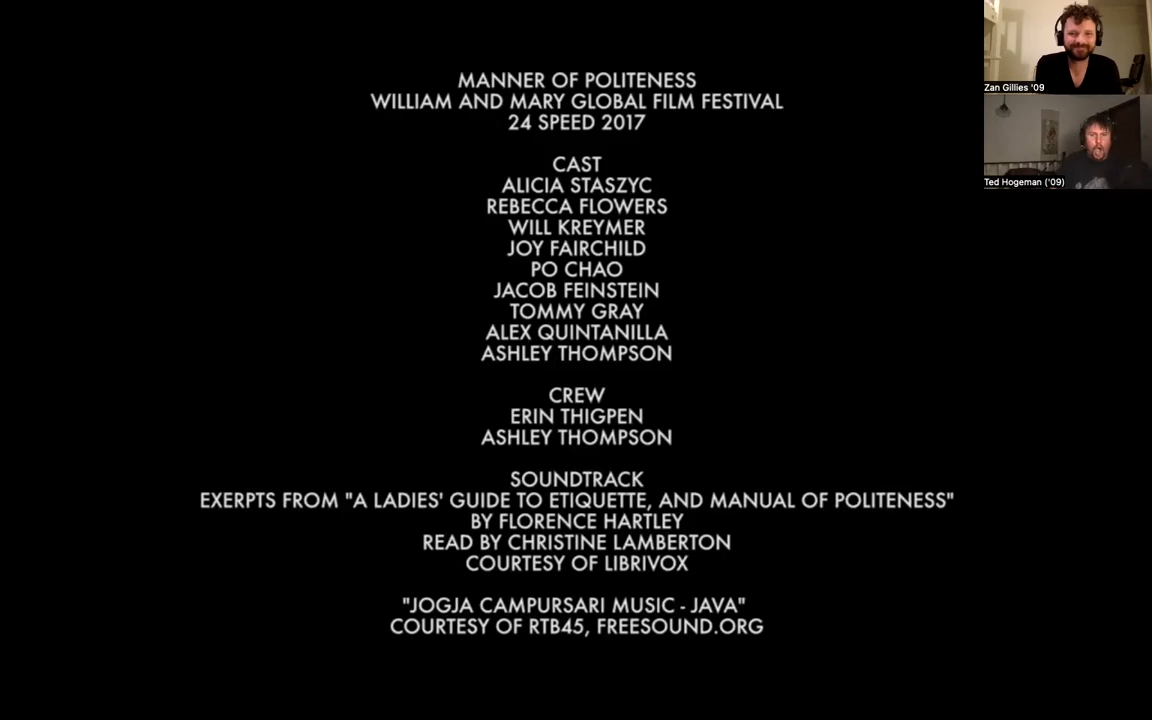 MANNER OF POLITENESS
WILLIAM AND MARY GLOBAL FILM FESTIVAL
24 SPEED 2017
CAST
ALICIA STASZYC
REBECCA FLOWERS
WILL KREYMER
JOY FAIRCHILD
PO CHAO
JACOB FEINSTEIN
TOMMY GRAY
ALEX QUINTANILLA
ASHLEY THOMPSON
CREW
ERIN THIGPEN
ASHLEY THOMPSON
SOUNDTRACK
EXERPTS FROM "A LADIES' GUIDE TO ETIQUETTE, AND MANUAL OF POLITENESS"
BY FLORENCE HARTLEY
READ BY CHRISTINE LAMBERTON
COURTESY OF LIBRIVOX
"JOGJA CAMPURSARI MUSIC - JAVA"
COURTESY OF RTB45, FREESOUND.ORG
Zan Gillies '09
Ted Hogeman ('09)